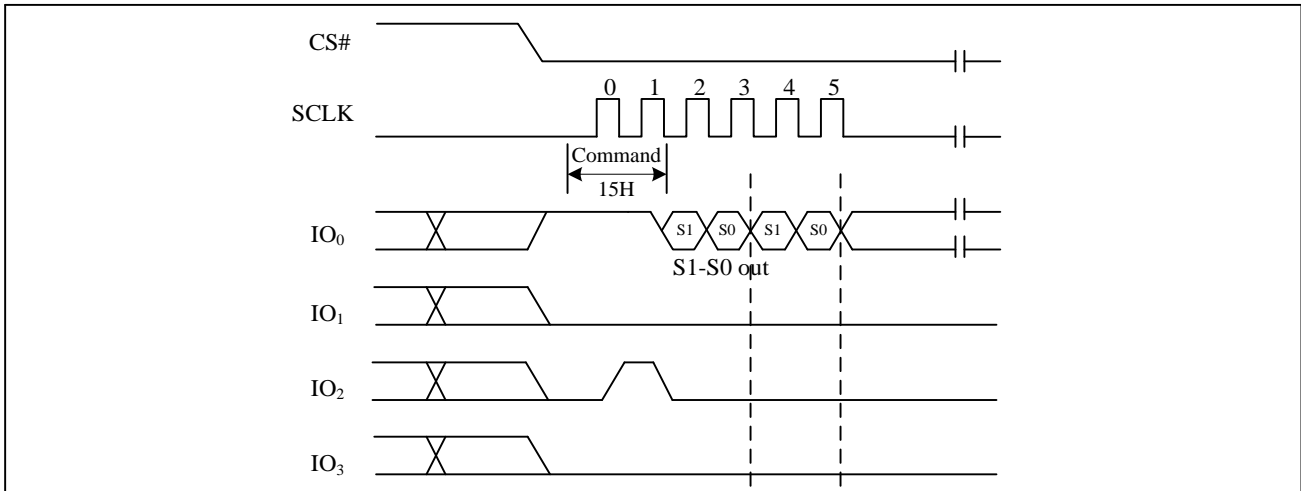 CS#
0 1 2 3 4 5
SCLK
Command
15H
IO₀
S1 S0 S1 S0
S1-S0 out
IO₁
IO₂
IO₃